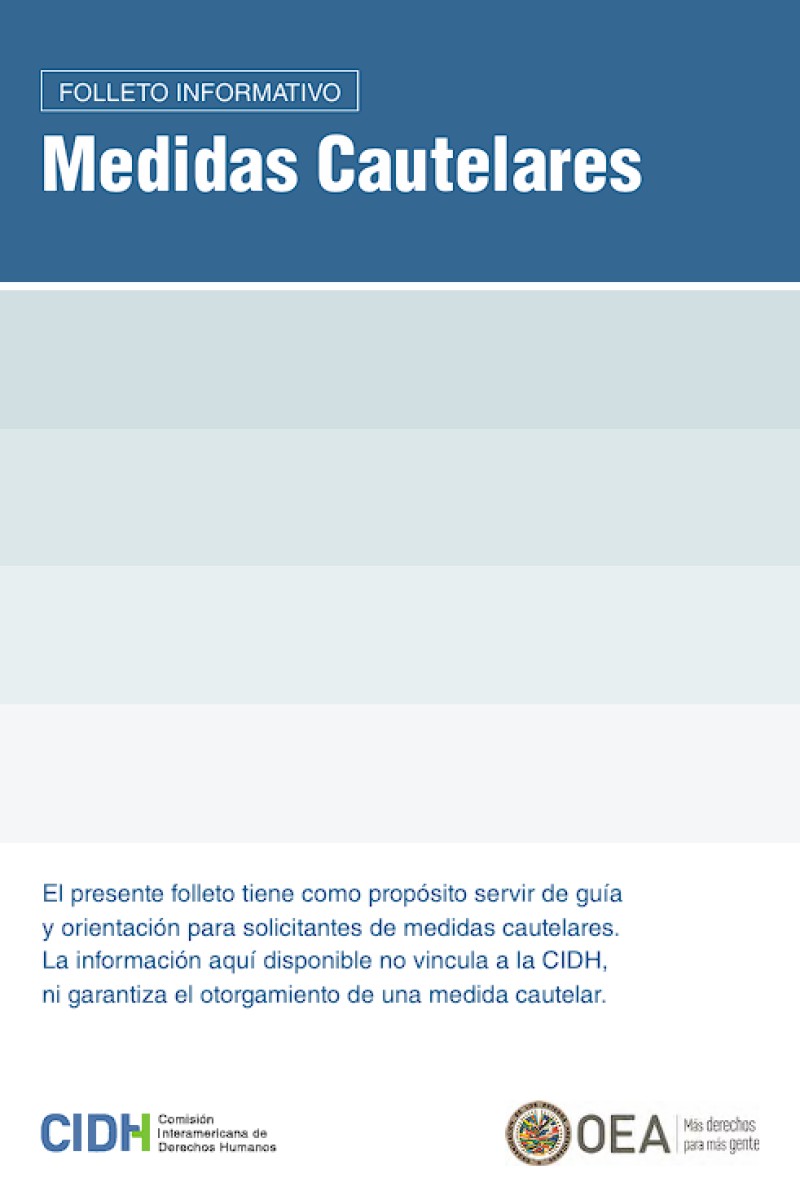 FOLLETO INFORMATIVO
Medidas Cautelares
El presente folleto tiene como propósito servir de guía
y orientación para solicitantes de medidas cautelares.
La información aquí disponible no vincula a la CIDH,
ni garantiza el otorgamiento de una medida cautelar.
CIDH
Comisión
Interamericana de
Derechos Humanos
OEA
Más derechos
para más gente